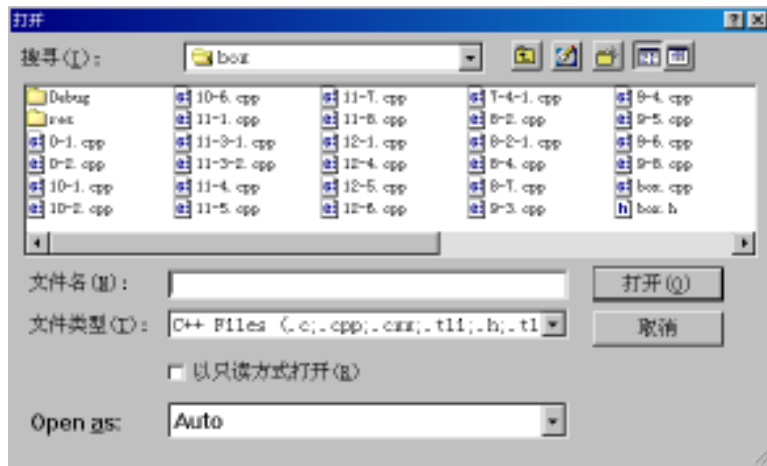 打开
搜寻(I):
box
Debug 10-6.cpp 11-7.cpp 7-4-1.cpp 9-4.cpp
res 11-1.cpp 11-8.cpp 8-2.cpp 9-5.cpp
0-1.cpp 11-3-1.cpp 12-1.cpp 8-2-1.cpp 9-6.cpp
0-2.cpp 11-3-2.cpp 12-4.cpp 8-4.cpp 9-8.cpp
10-1.cpp 11-4.cpp 12-5.cpp 8-7.cpp box.cpp
10-2.cpp 11-5.cpp 12-6.cpp 9-3.cpp box.h
文件名(N):
打开(O)
文件类型(T):
C++ Files (.c;.cpp;.cxx;.tli;.h;.tl
取消
以只读方式打开(R)
Open as:
Auto